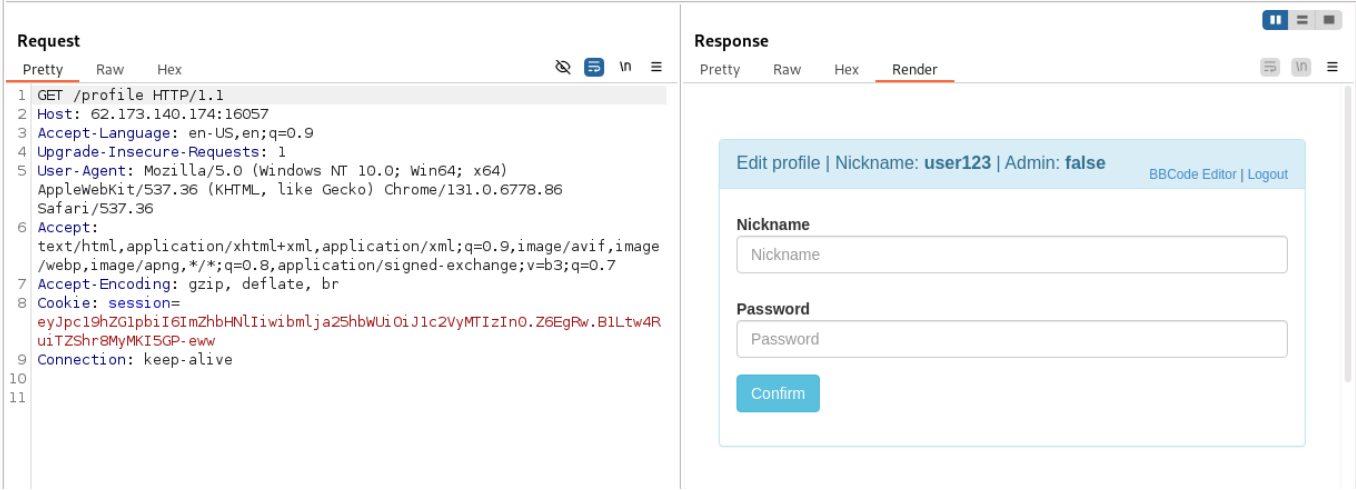 Request
Pretty Raw Hex \n
1 GET /profile HTTP/1.1
2 Host: 62.173.140.174:16057
3 Accept-Language: en-US,en;q=0.9
4 Upgrade-Insecure-Requests: 1
5 User-Agent: Mozilla/5.0 (Windows NT 10.0; Win64; x64)
AppleWebKit/537.36 (KHTML, like Gecko) Chrome/131.0.6778.86
Safari/537.36
6 Accept:
text/html,application/xhtml+xml,application/xml;q=0.9,image/avif,image
/webp,image/apng,*/*;q=0.8,application/signed-exchange;v=b3;q=0.7
7 Accept-Encoding: gzip, deflate, br
8 Cookie: session=
eyJpc19hZG1pbiI6ImZhbHNlIiwibmlja25hbWUiOiJ1c2VyMTIzIn0.Z6EgRw.B1Ltw4R
uiTZShr8MyMKI5GP-eww
9 Connection: keep-alive
10
11
Response
Pretty Raw Hex Render \n
Edit profile | Nickname: user123 | Admin: false
BBCode Editor | Logout
Nickname
Nickname
Password
Password
Confirm